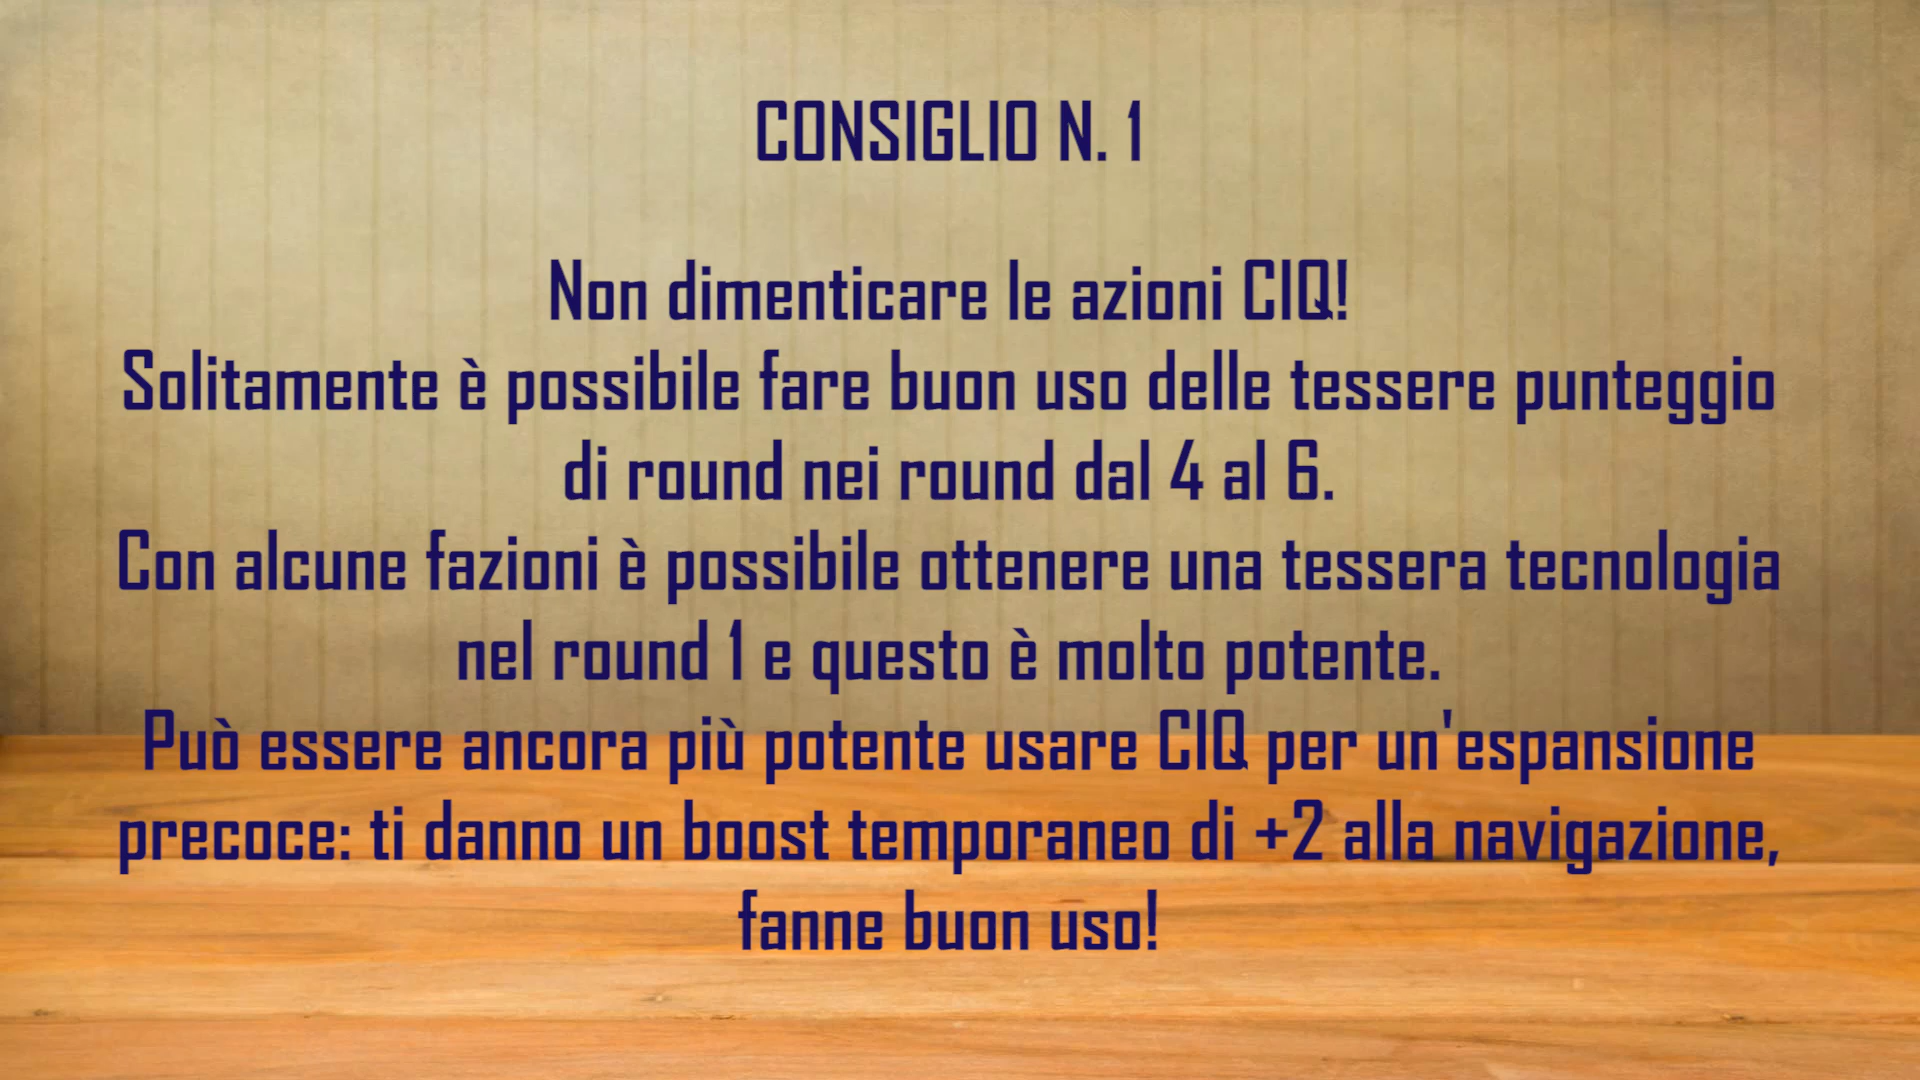 CONSIGLIO N. 1
Non dimenticare le azioni CIQ!
Solitamente è possibile fare buon uso delle tessere punteggio
di round nei round dal 4 al 6.
Con alcune fazioni è possibile ottenere una tessera tecnologia
nel round 1 e questo è molto potente.
Può essere ancora più potente usare CIQ per un'espansione
precoce: ti danno un boost temporaneo di +2 alla navigazione,
fanne buon uso!